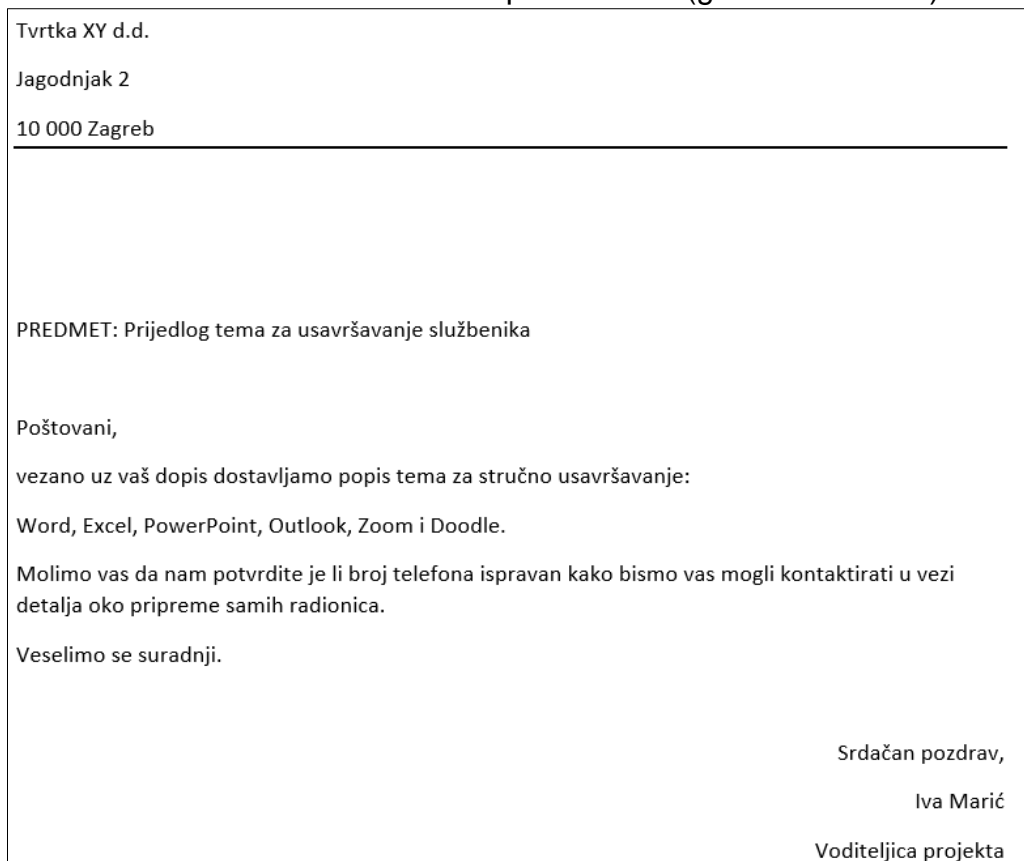 Tvrtka XY d.d.
Jagodnjak 2
10 000 Zagreb
PREDMET: Prijedlog tema za usavršavanje službenika
Poštovani,
vezano uz vaš dopis dostavljamo popis tema za stručno usavršavanje:
Word, Excel, PowerPoint, Outlook, Zoom i Doodle.
Molimo vas da nam potvrdite je li broj telefona ispravan kako bismo vas mogli kontaktirati u vezi
detalja oko pripreme samih radionica.
Veselimo se suradnji.
Srdačan pozdrav,
Iva Marić
Voditeljica projekta